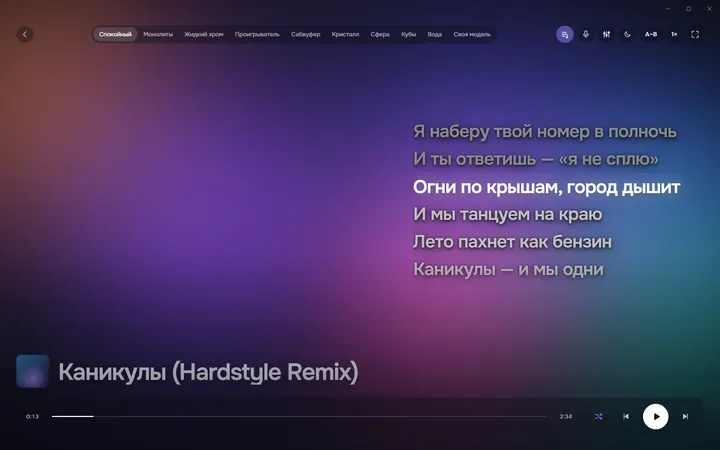 Спокойный Монолиты Жидкий хром Проигрыватель Сабвуфер Кристалл Сфера Кубы Вода Своя модель A–B 1×
Я наберу твой номер в полночь
И ты ответишь — «я не сплю»
Огни по крышам, город дышит
И мы танцуем на краю
Лето пахнет как бензин
Каникулы — и мы одни
Каникулы (Hardstyle Remix)
0:13 2:34